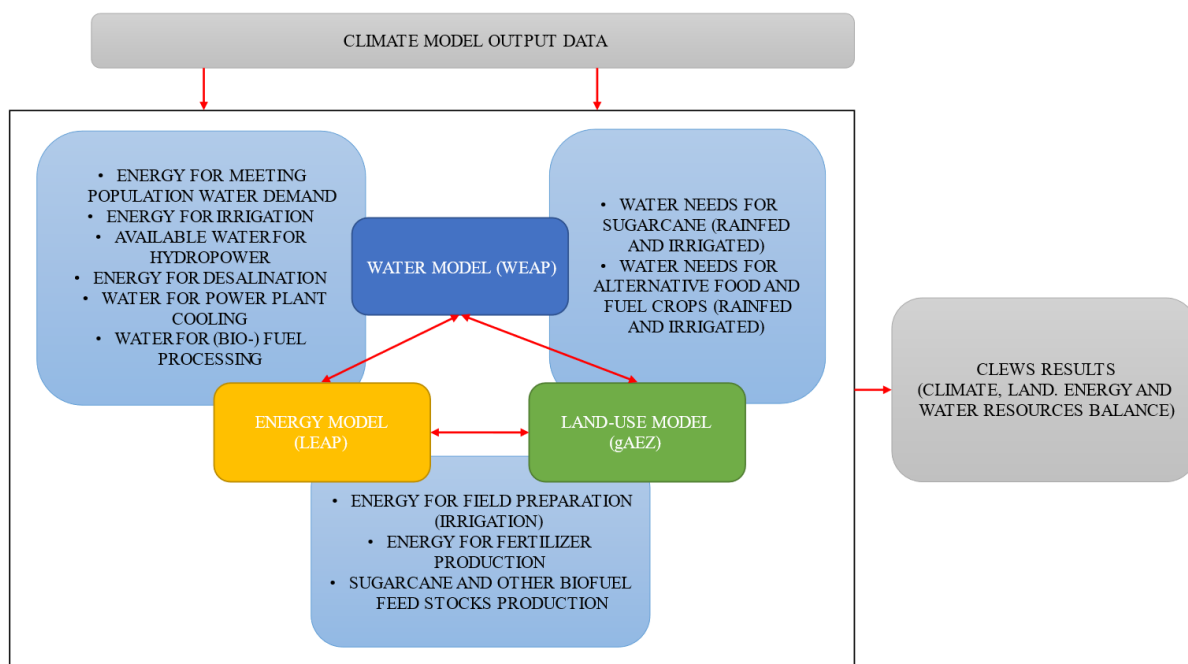 CLIMATE MODEL OUTPUT DATA
• ENERGY FOR MEETING
POPULATION WATER DEMAND
• ENERGY FOR IRRIGATION
• AVAILABLE WATER FOR
HYDROPOWER
• ENERGY FOR DESALINATION
• WATER FOR POWER PLANT
COOLING
• WATER FOR (BIO-) FUEL
PROCESSING
WATER MODEL (WEAP)
• WATER NEEDS FOR
SUGARCANE (RAINFED
AND IRRIGATED)
• WATER NEEDS FOR
ALTERNATIVE FOOD AND
FUEL CROPS (RAINFED
AND IRRIGATED)
ENERGY MODEL
(LEAP)
LAND-USE MODEL
(gAEZ)
• ENERGY FOR FIELD PREPARATION
(IRRIGATION)
• ENERGY FOR FERTILIZER
PRODUCTION
• SUGARCANE AND OTHER BIOFUEL
FEED STOCKS PRODUCTION
CLEWS RESULTS
(CLIMATE, LAND. ENERGY AND
WATER RESOURCES BALANCE)